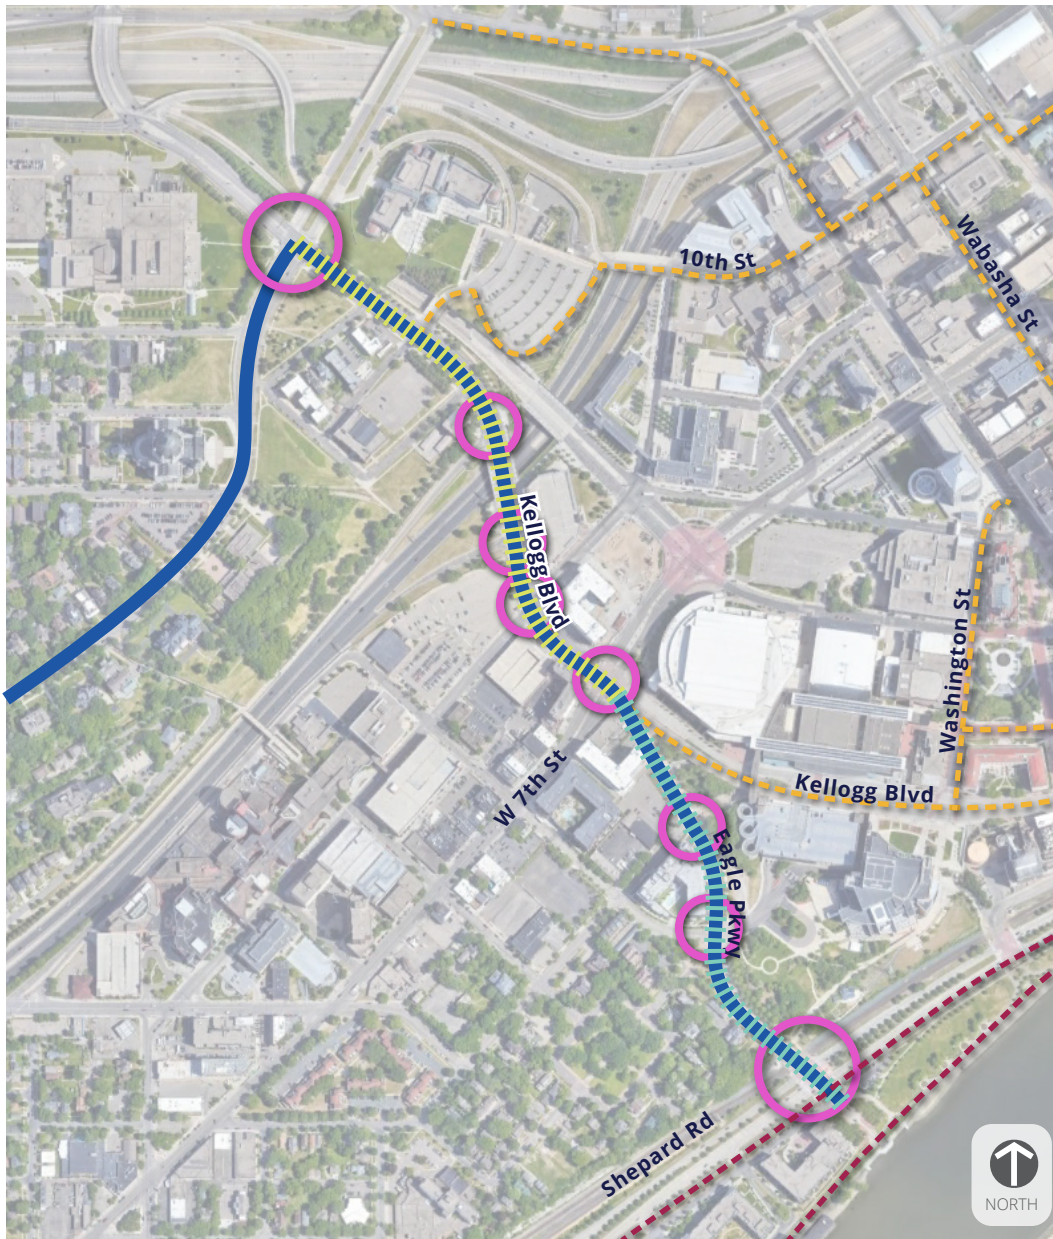 10th St
Wabasha St
Kellogg Blvd
Washington St
W 7th St
Kellogg Blvd
Eagle Pkwy
Shepard Rd
NORTH